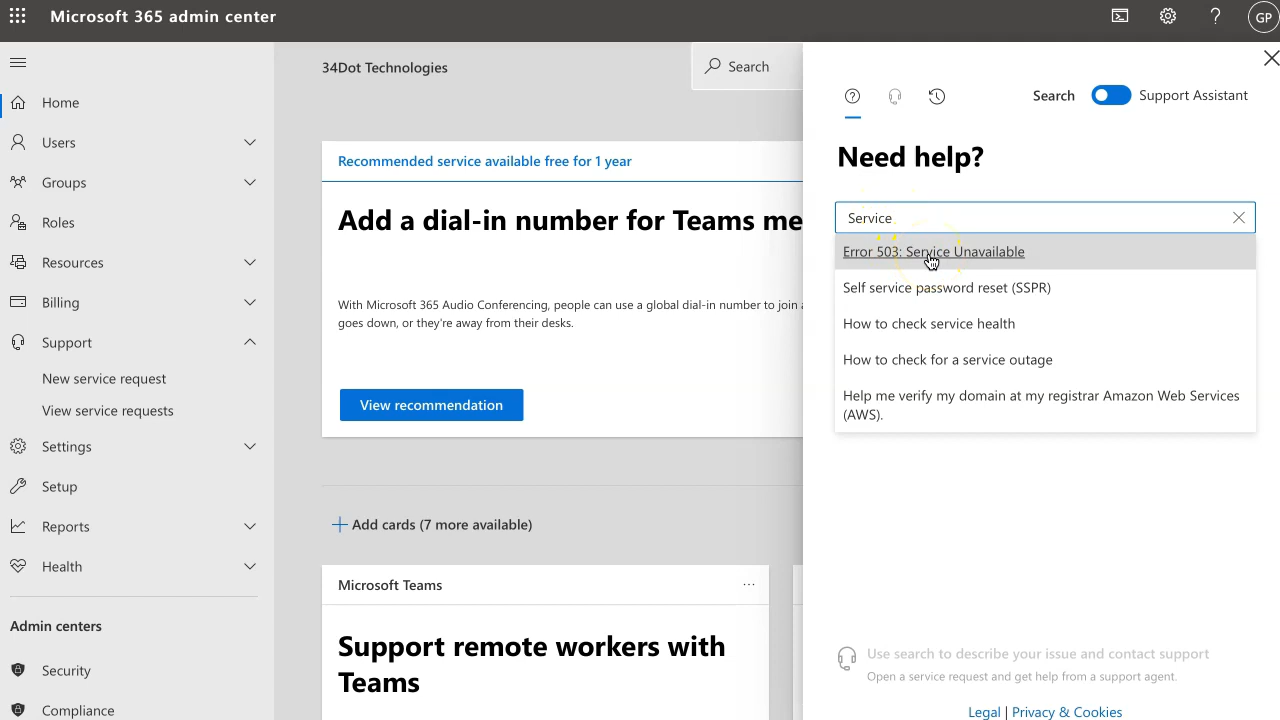 Microsoft 365 admin center
GP
Home
Users
Groups
Roles
Resources
Billing
Support
New service request
View service requests
Settings
Setup
Reports
Health
Admin centers
Security
Compliance
34Dot Technologies
Search
Recommended service available free for 1 year
Add a dial-in number for Teams me
With Microsoft 365 Audio Conferencing, people can use a global dial-in number to join a
goes down, or they're away from their desks.
View recommendation
Add cards (7 more available)
Microsoft Teams
Support remote workers with
Teams
Search
Support Assistant
Need help?
Service
Error 503: Service Unavailable
Self service password reset (SSPR)
How to check service health
How to check for a service outage
Help me verify my domain at my registrar Amazon Web Services
(AWS).
Use search to describe your issue and contact support
Open a service request and get help from a support agent.
Legal | Privacy & Cookies